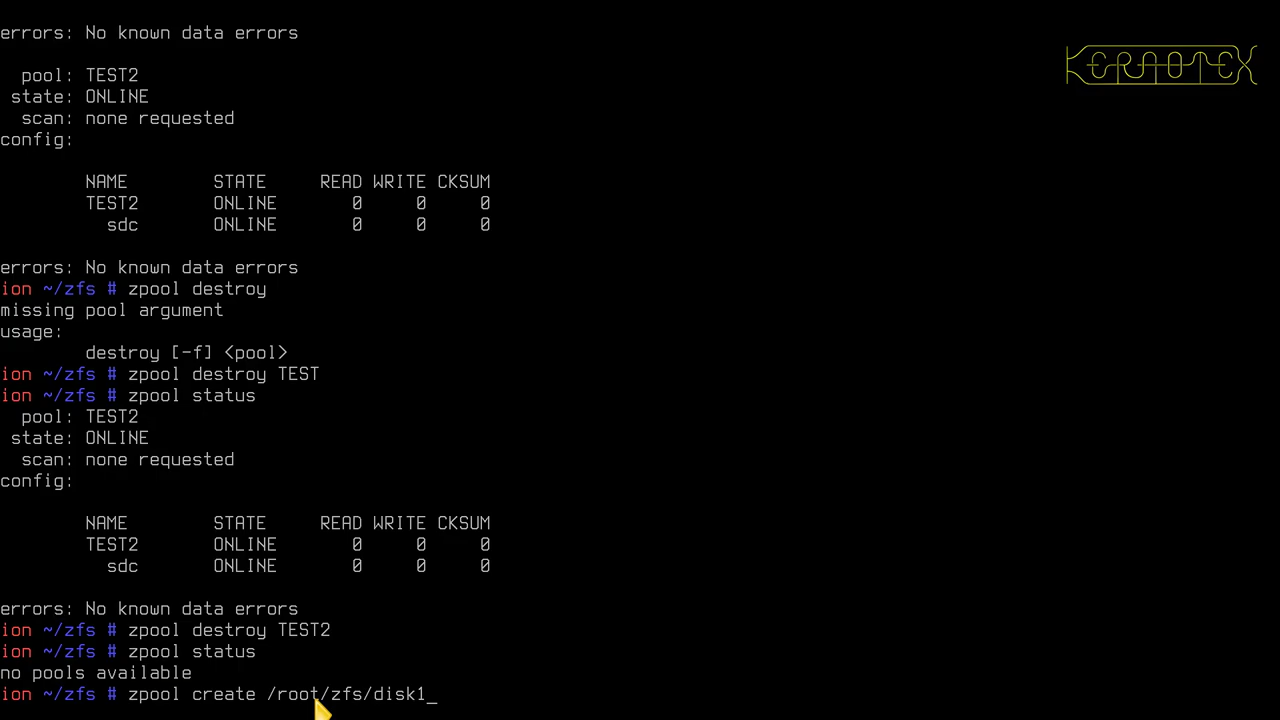 errors: No known data errors
KERNOTEX
pool: TEST2
state: ONLINE
scan: none requested
config:
NAME STATE READ WRITE CKSUM
TEST2 ONLINE 0 0 0
sdc ONLINE 0 0 0
errors: No known data errors
ion ~/zfs # zpool destroy
missing pool argument
usage:
destroy [-f] <pool>
ion ~/zfs # zpool destroy TEST
ion ~/zfs # zpool status
pool: TEST2
state: ONLINE
scan: none requested
config:
NAME STATE READ WRITE CKSUM
TEST2 ONLINE 0 0 0
sdc ONLINE 0 0 0
errors: No known data errors
ion ~/zfs # zpool destroy TEST2
ion ~/zfs # zpool status
no pools available
ion ~/zfs # zpool create /root/zfs/disk1_